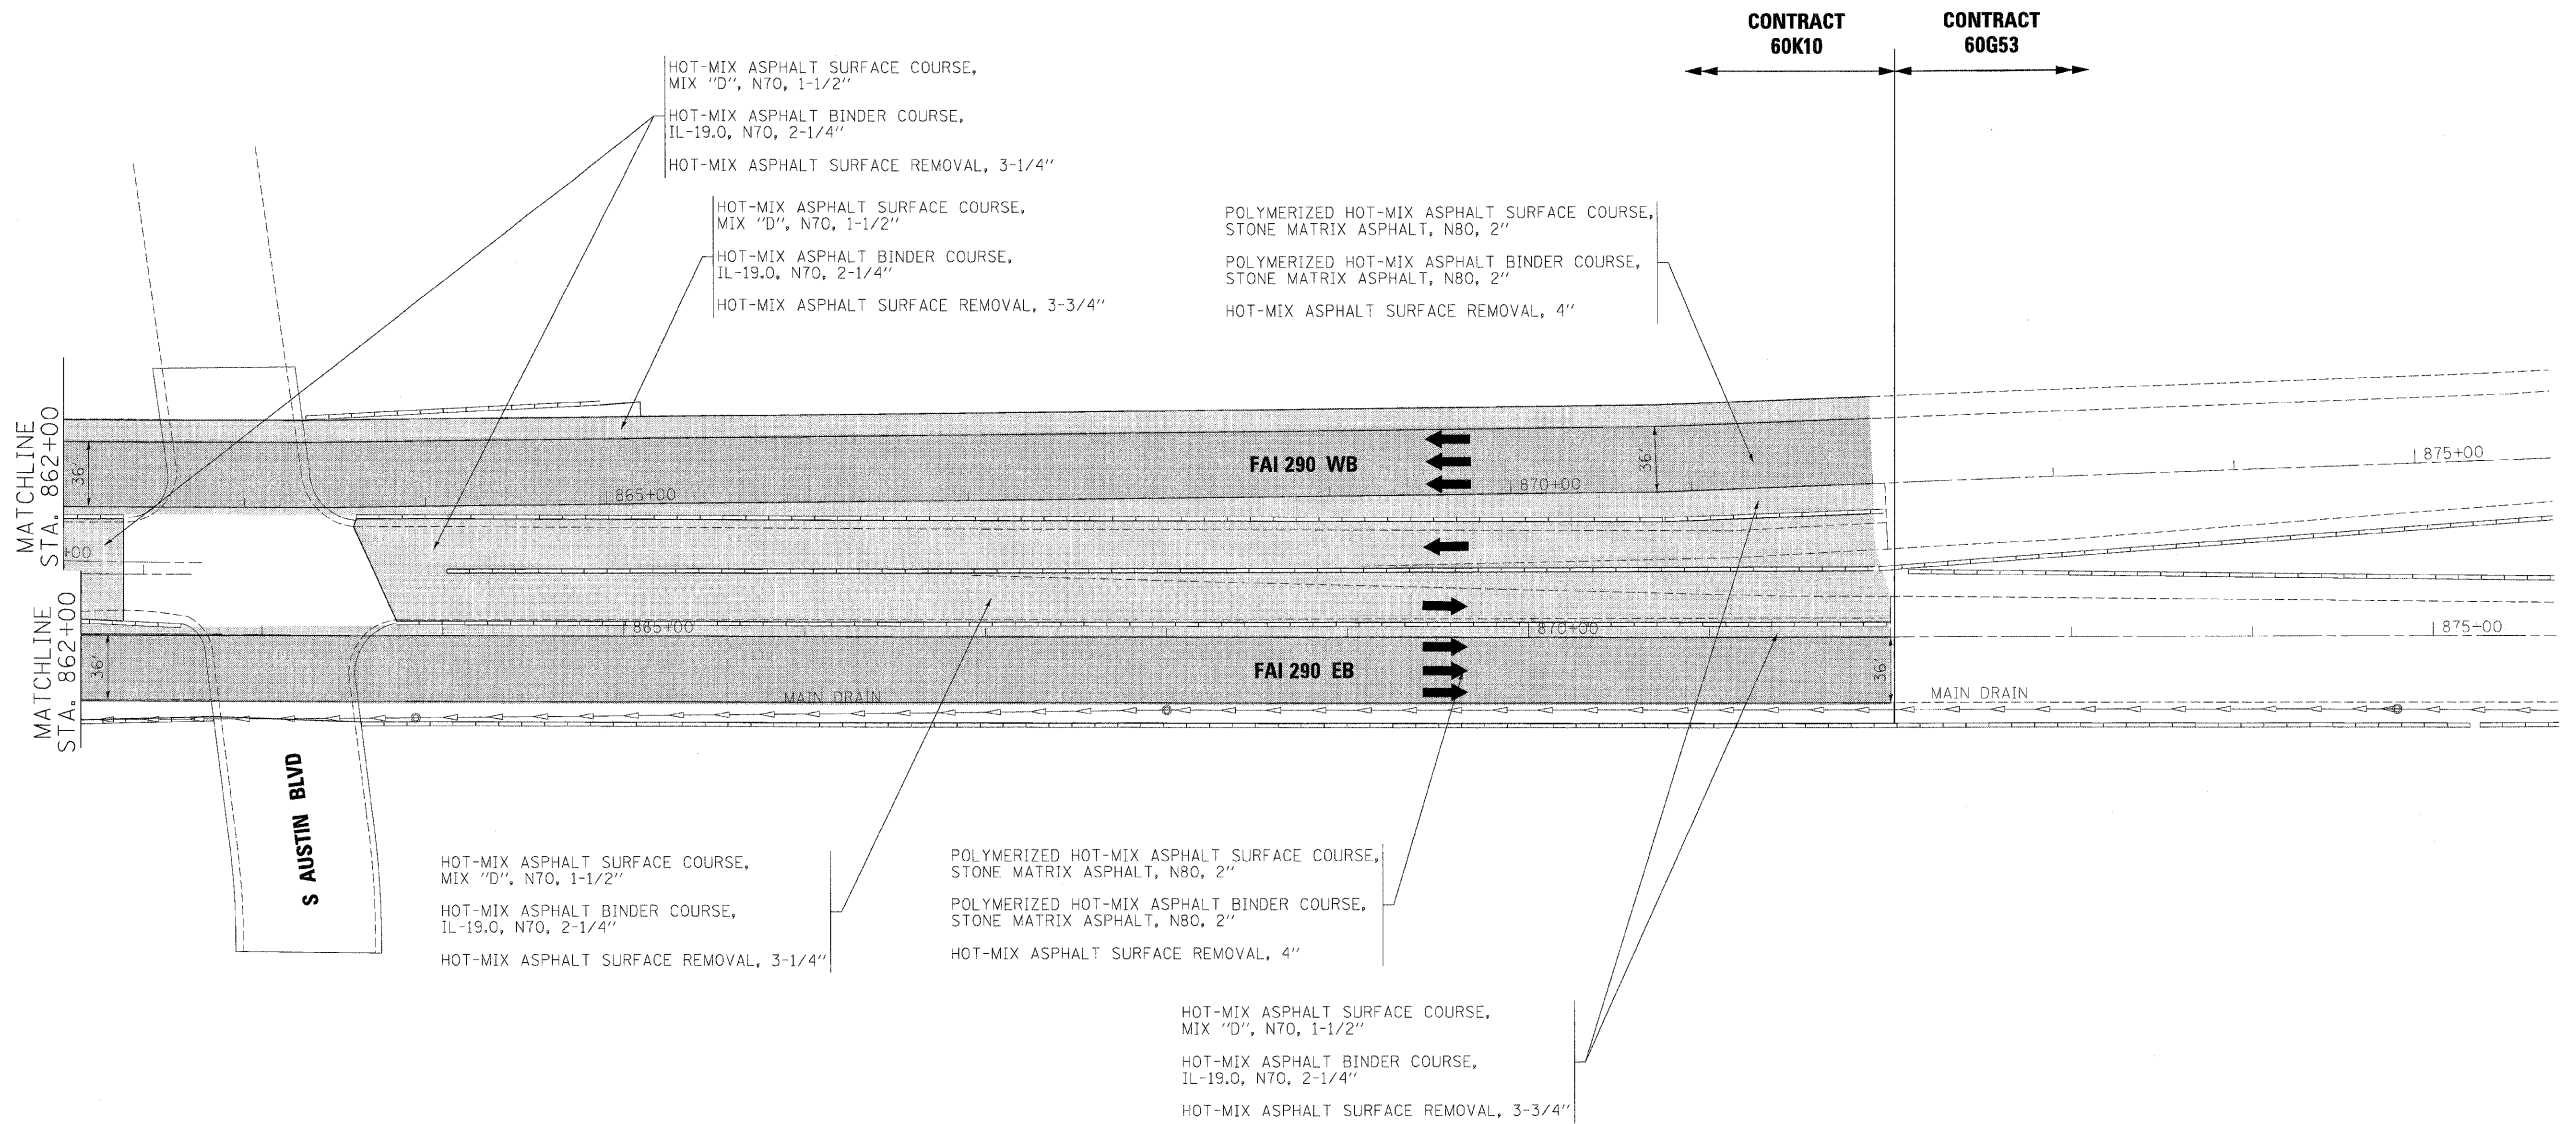 CONTRACT
60K10
CONTRACT
60G53
HOT-MIX ASPHALT SURFACE COURSE,
MIX "D", N70, 1-1/2"
HOT-MIX ASPHALT BINDER COURSE,
IL-19.0, N70, 2-1/4"
HOT-MIX ASPHALT SURFACE REMOVAL, 3-1/4"
HOT-MIX ASPHALT SURFACE COURSE,
MIX "D", N70, 1-1/2"
HOT-MIX ASPHALT BINDER COURSE,
IL-19.0, N70, 2-1/4"
HOT-MIX ASPHALT SURFACE REMOVAL, 3-3/4"
POLYMERIZED HOT-MIX ASPHALT SURFACE COURSE,
STONE MATRIX ASPHALT, N80, 2"
POLYMERIZED HOT-MIX ASPHALT BINDER COURSE,
STONE MATRIX ASPHALT, N80, 2"
HOT-MIX ASPHALT SURFACE REMOVAL, 4"
MATCHLINE
STA. 862+00
36'
FAI 290 WB
36'
865+00
870+00
875+00
+00
MATCHLINE
STA. 862+00
36'
865+00
870+00
875+00
FAI 290 EB
36'
MAIN DRAIN
MAIN DRAIN
S AUSTIN BLVD
HOT-MIX ASPHALT SURFACE COURSE,
MIX "D", N70, 1-1/2"
HOT-MIX ASPHALT BINDER COURSE,
IL-19.0, N70, 2-1/4"
HOT-MIX ASPHALT SURFACE REMOVAL, 3-1/4"
POLYMERIZED HOT-MIX ASPHALT SURFACE COURSE,
STONE MATRIX ASPHALT, N80, 2"
POLYMERIZED HOT-MIX ASPHALT BINDER COURSE,
STONE MATRIX ASPHALT, N80, 2"
HOT-MIX ASPHALT SURFACE REMOVAL, 4"
HOT-MIX ASPHALT SURFACE COURSE,
MIX "D", N70, 1-1/2"
HOT-MIX ASPHALT BINDER COURSE,
IL-19.0, N70, 2-1/4"
HOT-MIX ASPHALT SURFACE REMOVAL, 3-3/4"